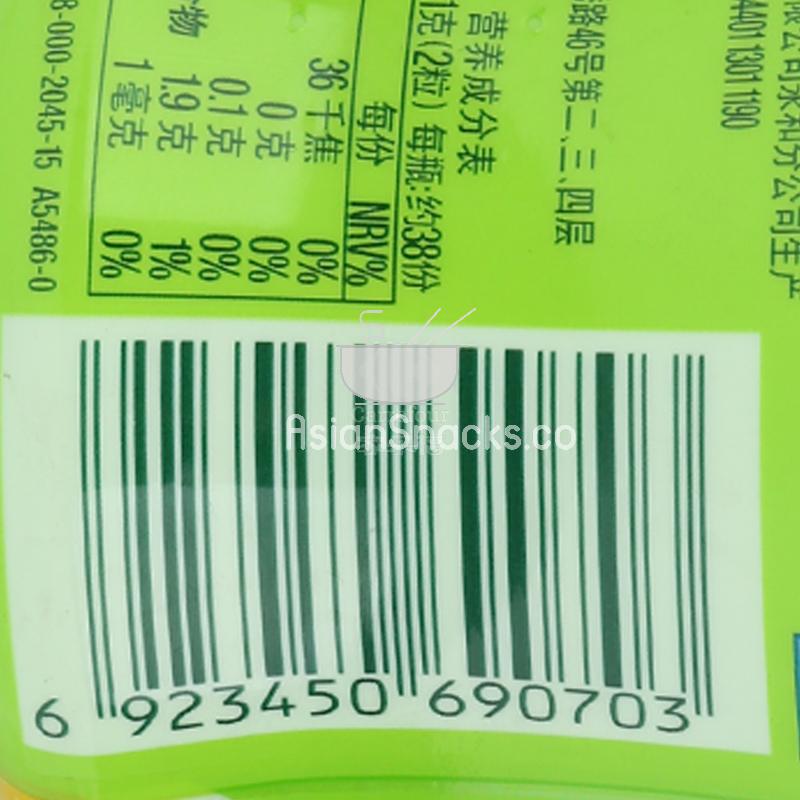 限公司永和分公司生产
4401 1301 1190
路46号第二、三、四层
营养成分表
1克(2粒) 每瓶:约38份
每份 NRV%
36 千焦 0%
0 克 0%
0.1 克 0%
物 1.9 克 1%
1 毫克 0%
8-000-2045-15 A5486-0
AsianSnacks.co
6 923450 690703